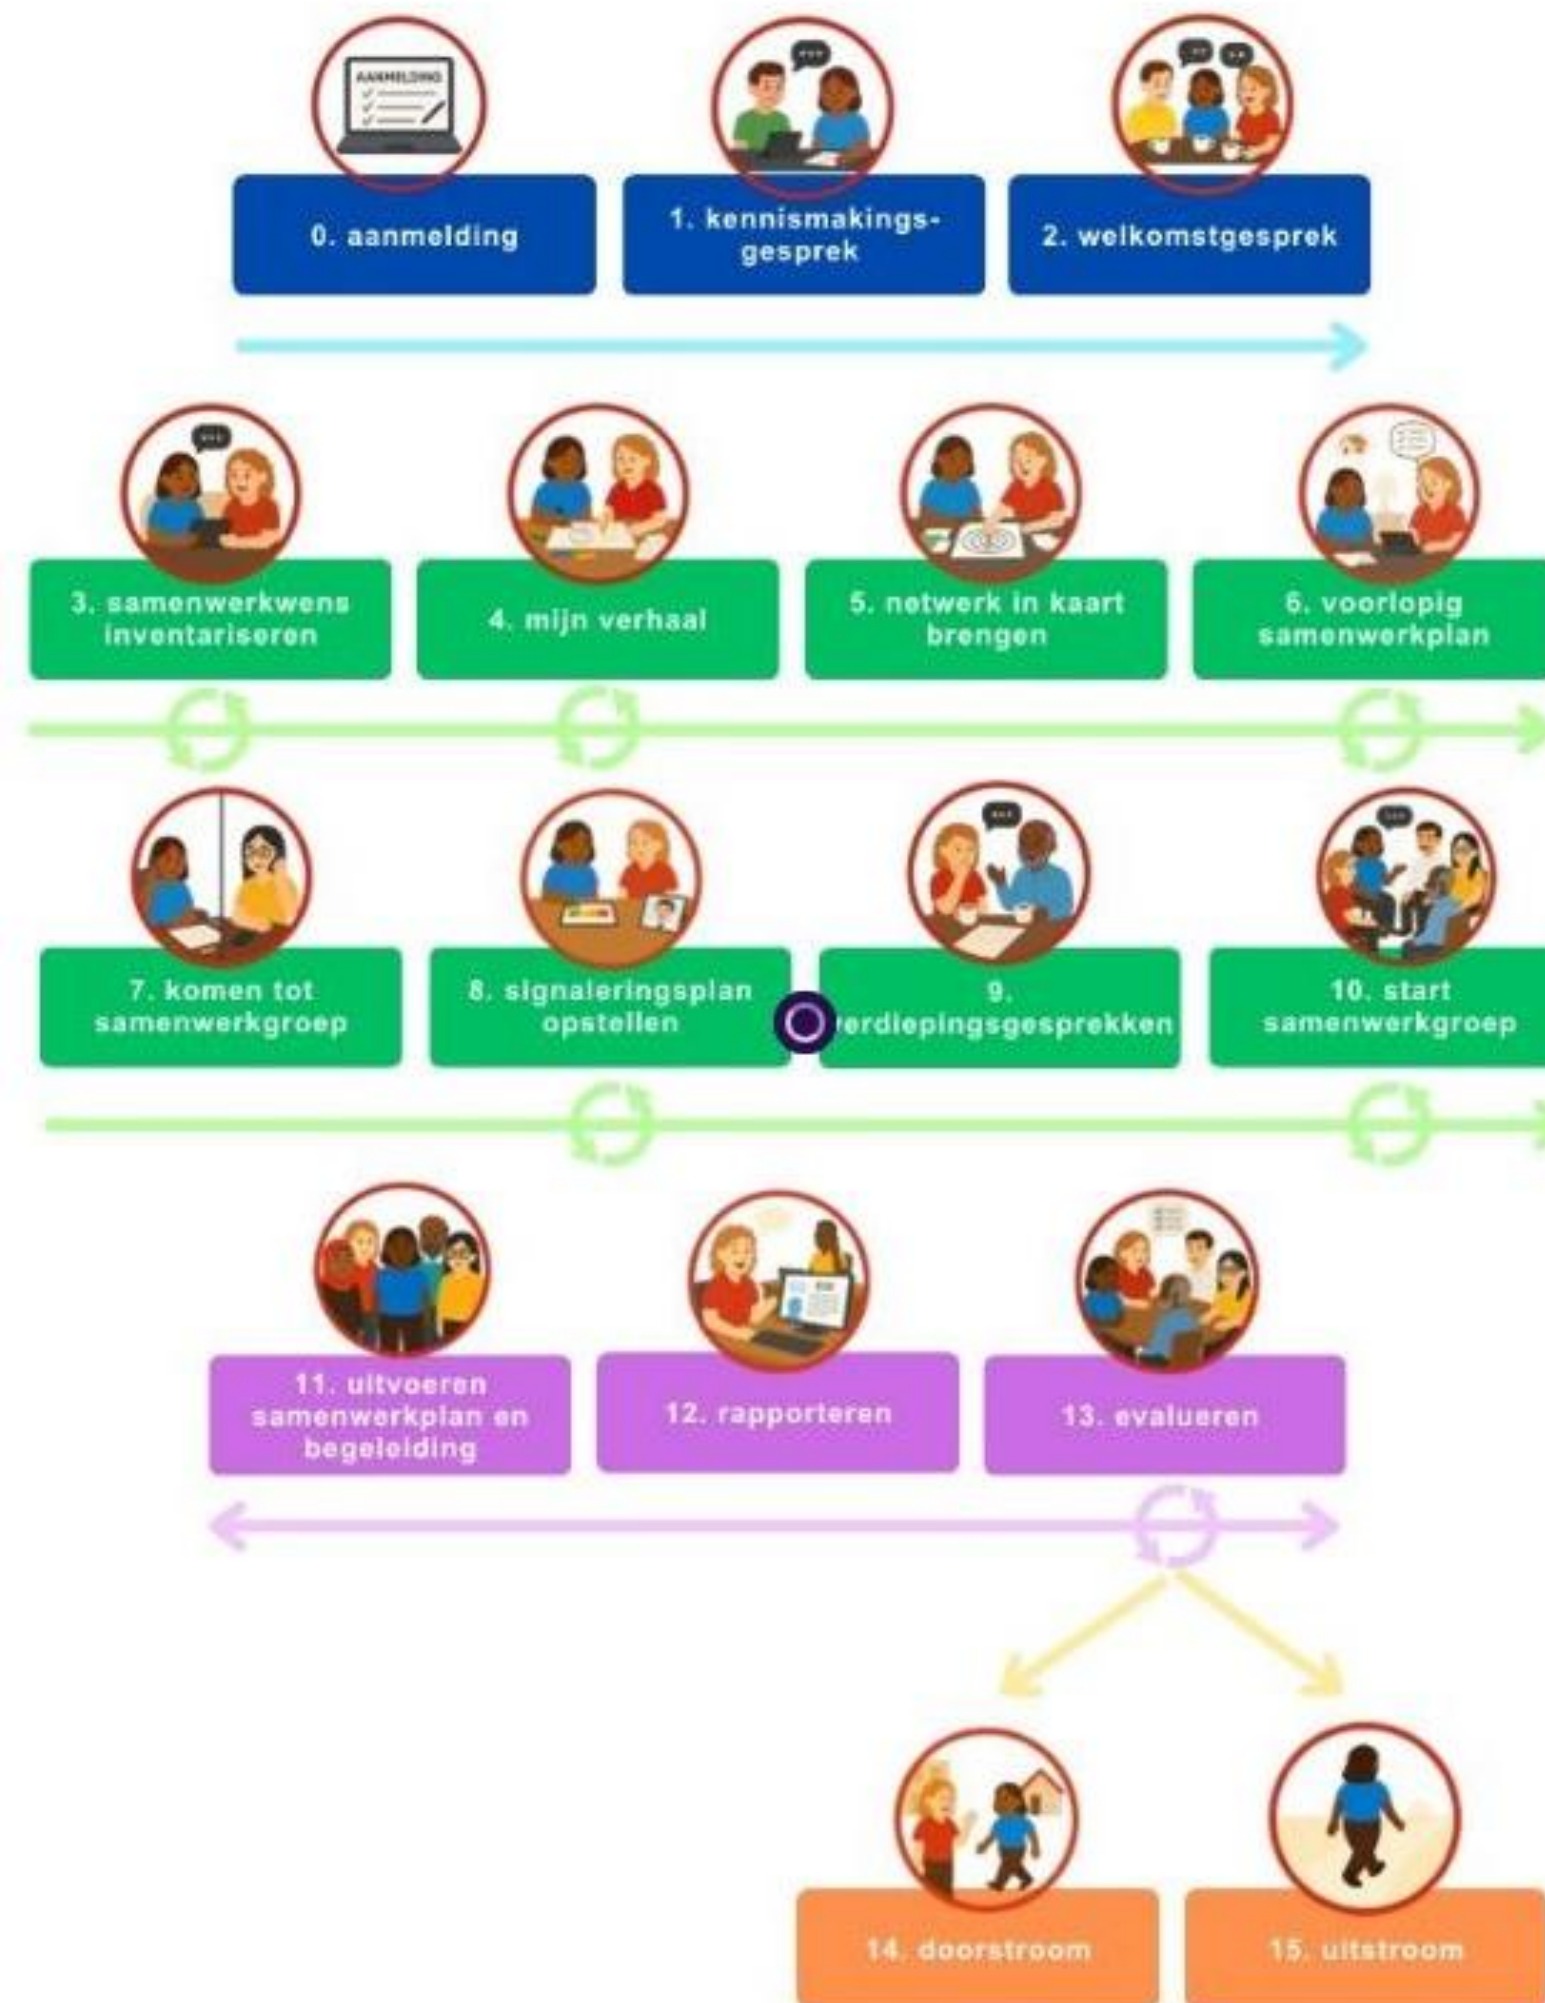 AANMELDING
0. aanmelding
1. kennismakings-
gesprek
2. welkomstgesprek
3. samenwerkwens
inventariseren
4. mijn verhaal
5. netwerk in kaart
brengen
6. voorlopig
samenwerkplan
7. komen tot
samenwerkgroep
8. signaleringsplan
opstellen
9.
verdiepingsgesprekken
10. start
samenwerkgroep
11. uitvoeren
samenwerkplan en
begeleiding
12. rapporteren
13. evalueren
14. doorstroom
15. uitstroom